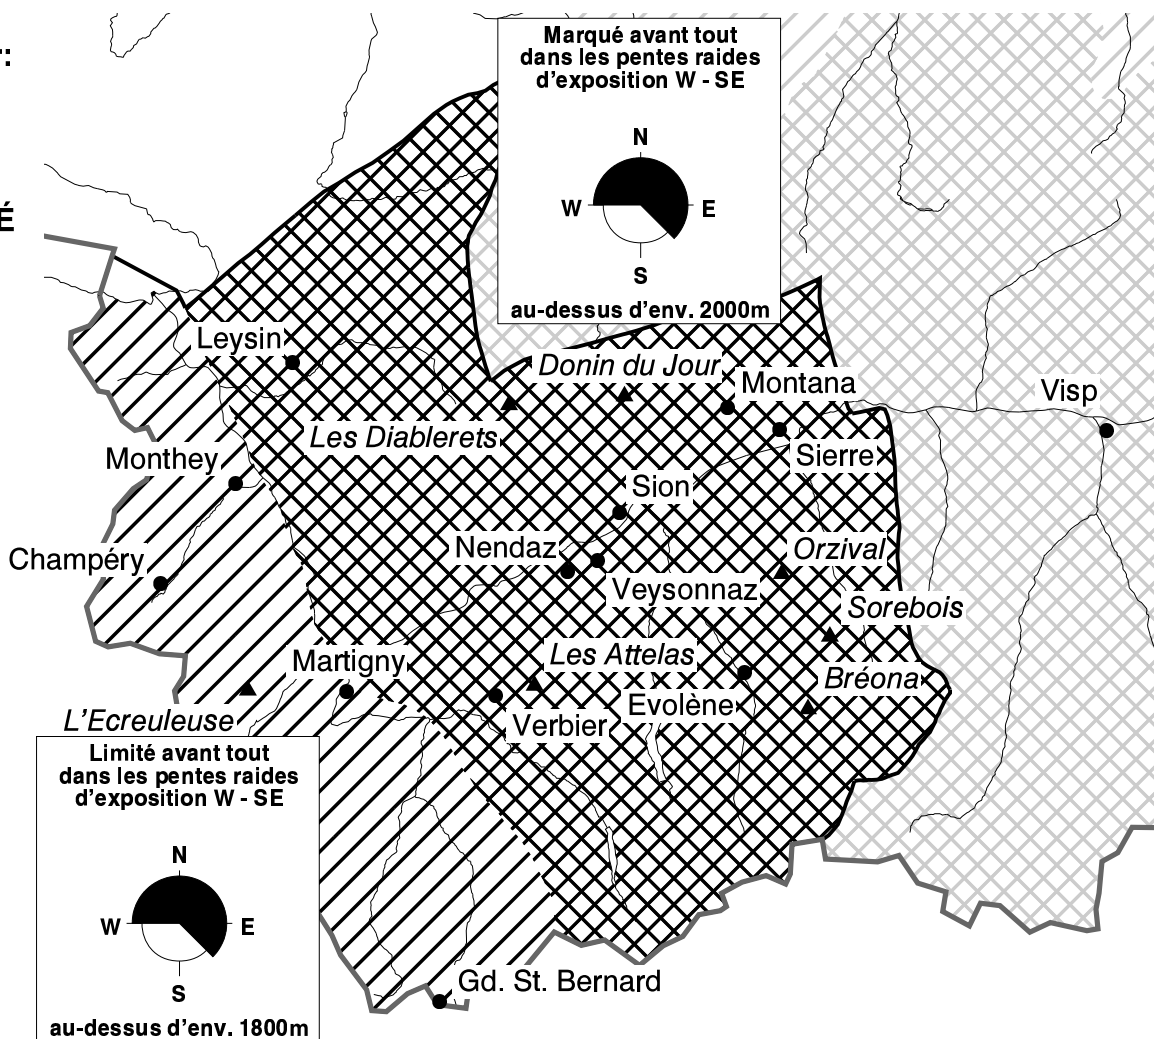 Marqué avant tout
dans les pentes raides
d'exposition W - SE
r:
N
W
E
É
S
au-dessus d'env. 2000m
Leysin
Donin du Jour
Montana
Visp
Les Diablerets
Sierre
Monthey
Sion
Nendaz
Orzival
Champéry
Veysonnaz
Sorebois
Les Attelas
Martigny
Bréona
Evolène
L'Ecreuleuse
Verbier
Limité avant tout
dans les pentes raides
d'exposition W - SE
N
W
E
S
Gd. St. Bernard
au-dessus d'env. 1800m